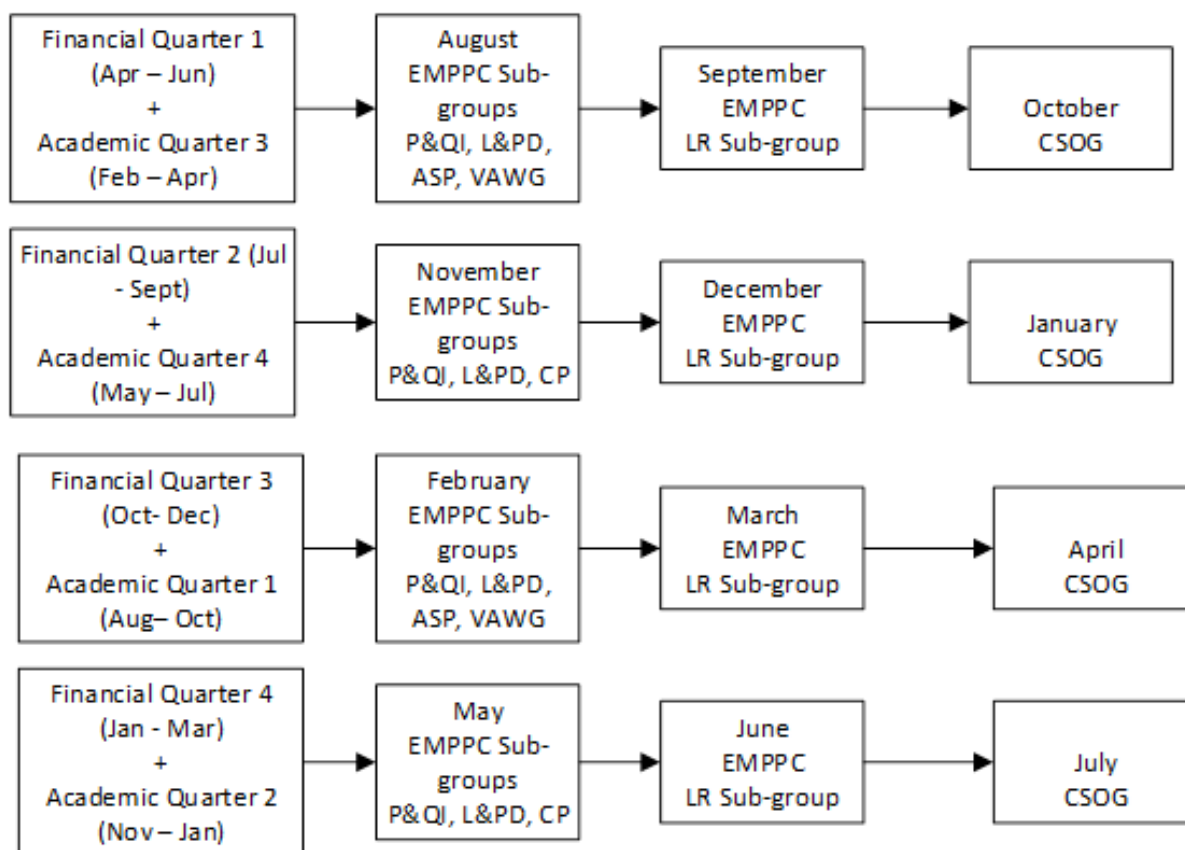 Financial Quarter 1
(Apr – Jun)
+
Academic Quarter 3
(Feb – Apr)
August
EMPPC Sub-
groups
P&QI, L&PD,
ASP, VAWG
September
EMPPC
LR Sub-group
October
CSOG
Financial Quarter 2 (Jul
- Sept)
+
Academic Quarter 4
(May – Jul)
November
EMPPC Sub-
groups
P&QI, L&PD, CP
December
EMPPC
LR Sub-group
January
CSOG
Financial Quarter 3
(Oct- Dec)
+
Academic Quarter 1
(Aug– Oct)
February
EMPPC Sub-
groups
P&QI, L&PD,
ASP, VAWG
March
EMPPC
LR Sub-group
April
CSOG
Financial Quarter 4
(Jan - Mar)
+
Academic Quarter 2
(Nov – Jan)
May
EMPPC Sub-
groups
P&QI, L&PD, CP
June
EMPPC
LR Sub-group
July
CSOG